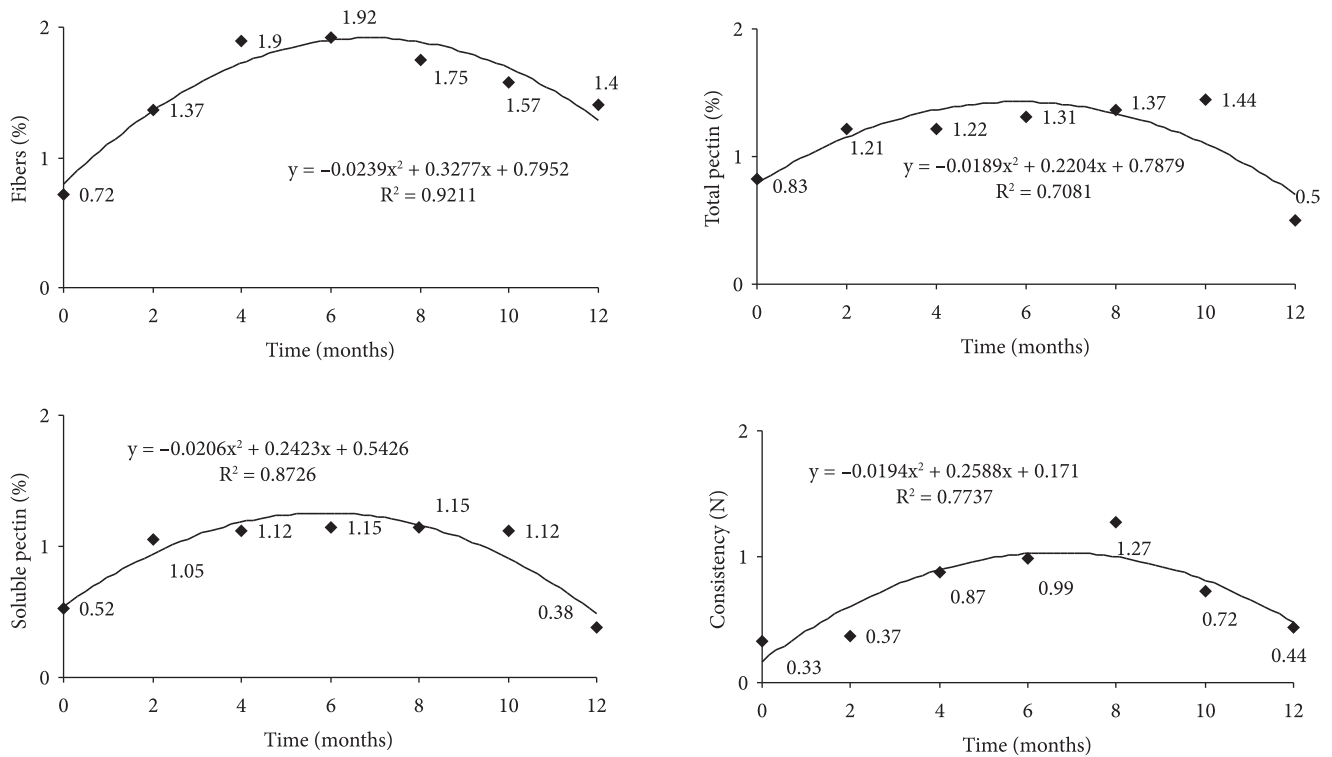 2
1
0
Fibers (%)
0.72
1.37
1.9
1.92
1.75
1.57
1.4
y = −0.0239x² + 0.3277x + 0.7952
R² = 0.9211
0 2 4 6 8 10 12
Time (months)
2
1
0
Total pectin (%)
0.83
1.21
1.22
1.31
1.37
1.44
0.5
y = −0.0189x² + 0.2204x + 0.7879
R² = 0.7081
0 2 4 6 8 10 12
Time (months)
2
1
0
Soluble pectin (%)
y = −0.0206x² + 0.2423x + 0.5426
R² = 0.8726
0.52
1.05
1.12
1.15
1.15
1.12
0.38
0 2 4 6 8 10 12
Time (months)
2
1
0
Consistency (N)
y = −0.0194x² + 0.2588x + 0.171
R² = 0.7737
0.33
0.37
0.87
0.99
1.27
0.72
0.44
0 2 4 6 8 10 12
Time (months)